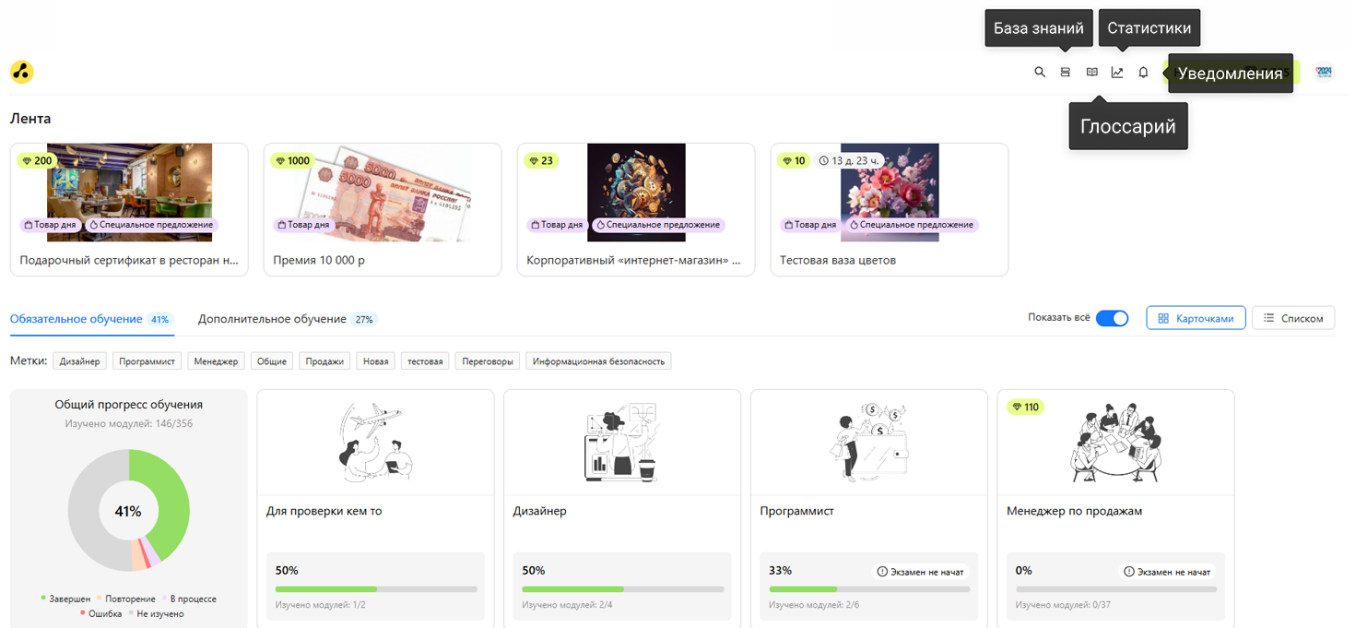 База знаний
Статистики
Уведомления
Глоссарий
Лента
200
Товар дня Специальное предложение
Подарочный сертификат в ресторан н...
1000
5000
5000
Товар дня
Премия 10 000 р
23
Товар дня Специальное предложение
Корпоративный «интернет-магазин» ...
10 13 д. 23 ч.
Товар дня Специальное предложение
Тестовая ваза цветов
Обязательное обучение 41% Дополнительное обучение 27%
Показать всё Карточками Списком
Метки: Дизайнер Программист Менеджер Общие Продажи Новая тестовая Переговоры Информационная безопасность
Общий прогресс обучения
Изучено модулей: 146/356
41%
Завершен Повторение В процессе
Ошибка Не изучено
Для проверки кем то
50%
Изучено модулей: 1/2
Дизайнер
50%
Изучено модулей: 2/4
Программист
33% Экзамен не начат
Изучено модулей: 2/6
110
Менеджер по продажам
0% Экзамен не начат
Изучено модулей: 0/37